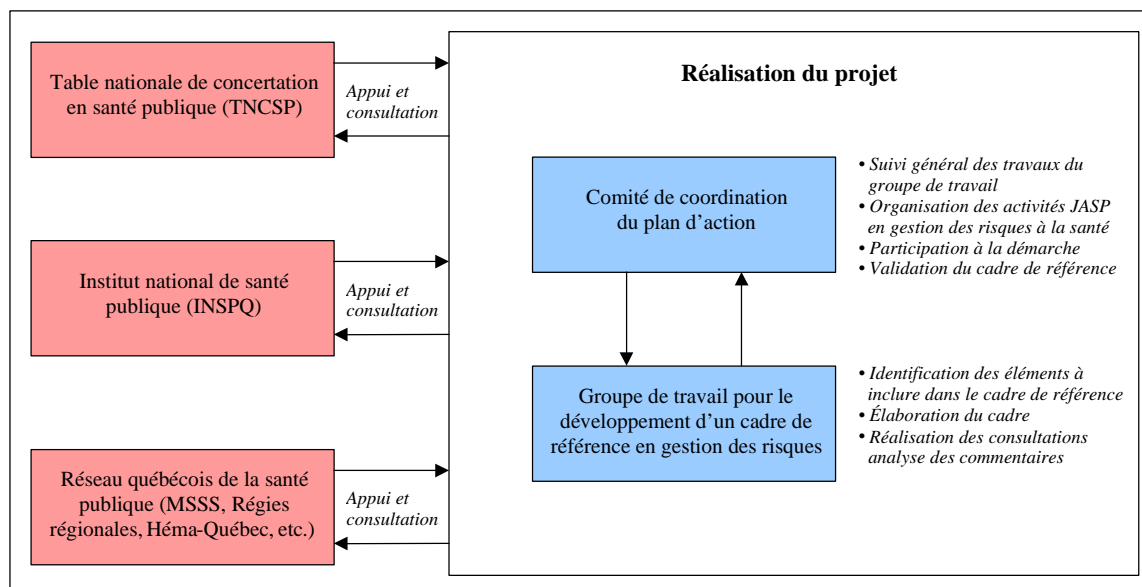 Table nationale de concertation
en santé publique (TNCSP)
Appui et
consultation
Institut national de santé
publique (INSPQ)
Appui et
consultation
Réseau québécois de la santé
publique (MSSS, Régies
régionales, Héma-Québec, etc.)
Appui et
consultation
Réalisation du projet
Comité de coordination
du plan d'action
• Suivi général des travaux du
groupe de travail
• Organisation des activités JASP
en gestion des risques à la santé
• Participation à la démarche
• Validation du cadre de référence
Groupe de travail pour le
développement d'un cadre de
référence en gestion des risques
• Identification des éléments à
inclure dans le cadre de référence
• Élaboration du cadre
• Réalisation des consultations
analyse des commentaires